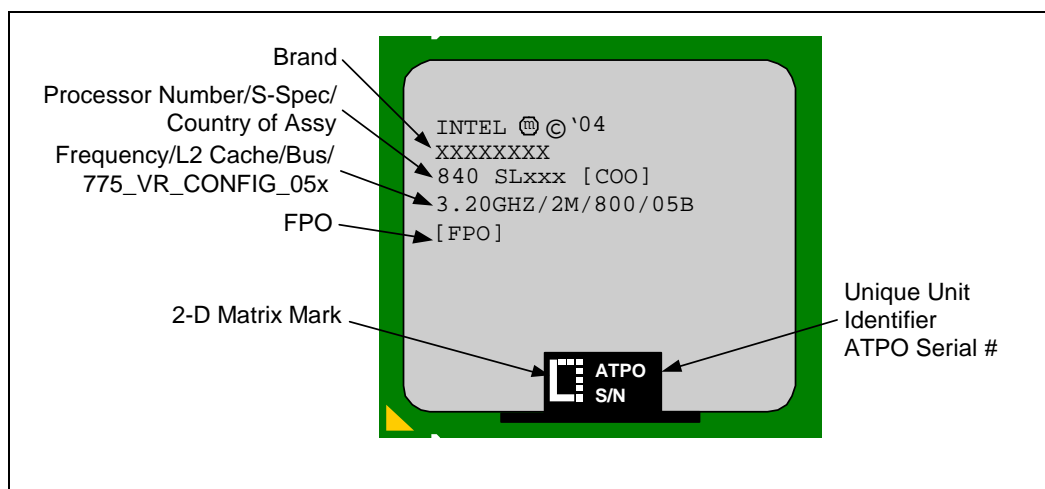 Brand
Processor Number/S-Spec/
Country of Assy
Frequency/L2 Cache/Bus/
775_VR_CONFIG_05x
FPO
2-D Matrix Mark
INTEL ⓜ © ‘04
XXXXXXXX
840 SLxxx [COO]
3.20GHZ/2M/800/05B
[FPO]
ATPO
S/N
Unique Unit
Identifier
ATPO Serial #